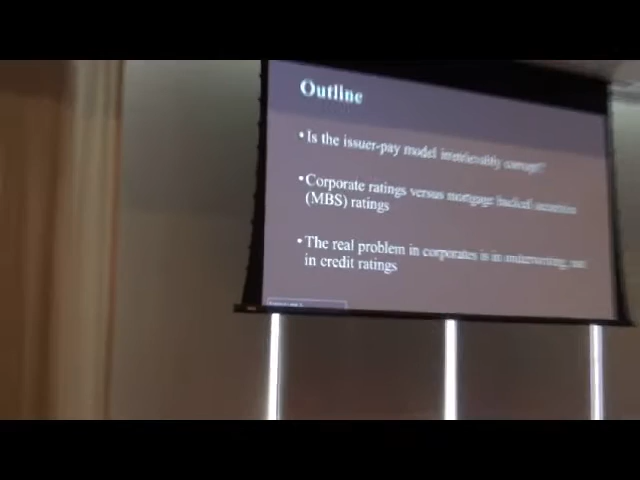 Outline
• Is the issuer-pay model irretrievably corrupt?
• Corporate ratings versus mortgage backed securities
(MBS) ratings
• The real problem in corporates is in underwriting, not
in credit ratings